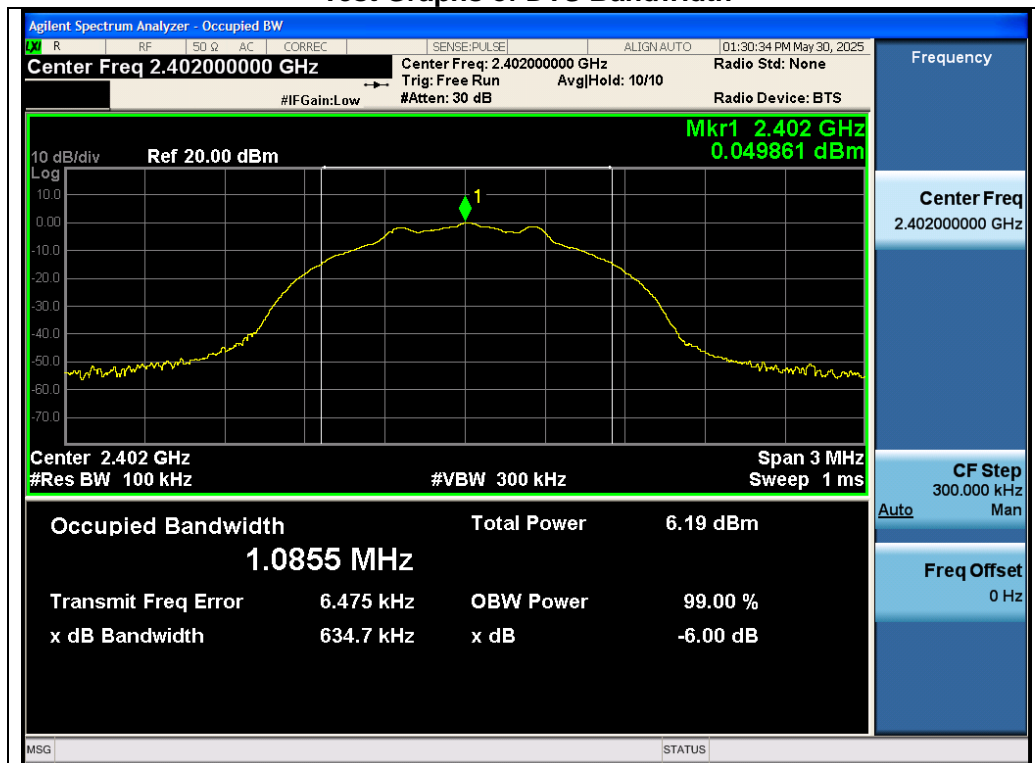 Test Graphs of DTS Bandwidth
Agilent Spectrum Analyzer - Occupied BW
LXI R RF 50 Ω AC CORREC SENSE:PULSE ALIGN AUTO 01:30:34 PM May 30, 2025
Center Freq 2.402000000 GHz Center Freq: 2.402000000 GHz Radio Std: None
Trig: Free Run Avg|Hold: 10/10
#IFGain:Low #Atten: 30 dB Radio Device: BTS
Mkr1 2.402 GHz
10 dB/div Ref 20.00 dBm 0.049861 dBm
Log
10.0
1
0.00
-10.0
-20.0
-30.0
-40.0
-50.0
-60.0
-70.0
Center 2.402 GHz Span 3 MHz
#Res BW 100 kHz #VBW 300 kHz Sweep 1 ms
Occupied Bandwidth Total Power 6.19 dBm
1.0855 MHz
Transmit Freq Error 6.475 kHz OBW Power 99.00 %
x dB Bandwidth 634.7 kHz x dB -6.00 dB
MSG STATUS
Frequency
Center Freq
2.402000000 GHz
CF Step
300.000 kHz
Auto Man
Freq Offset
0 Hz